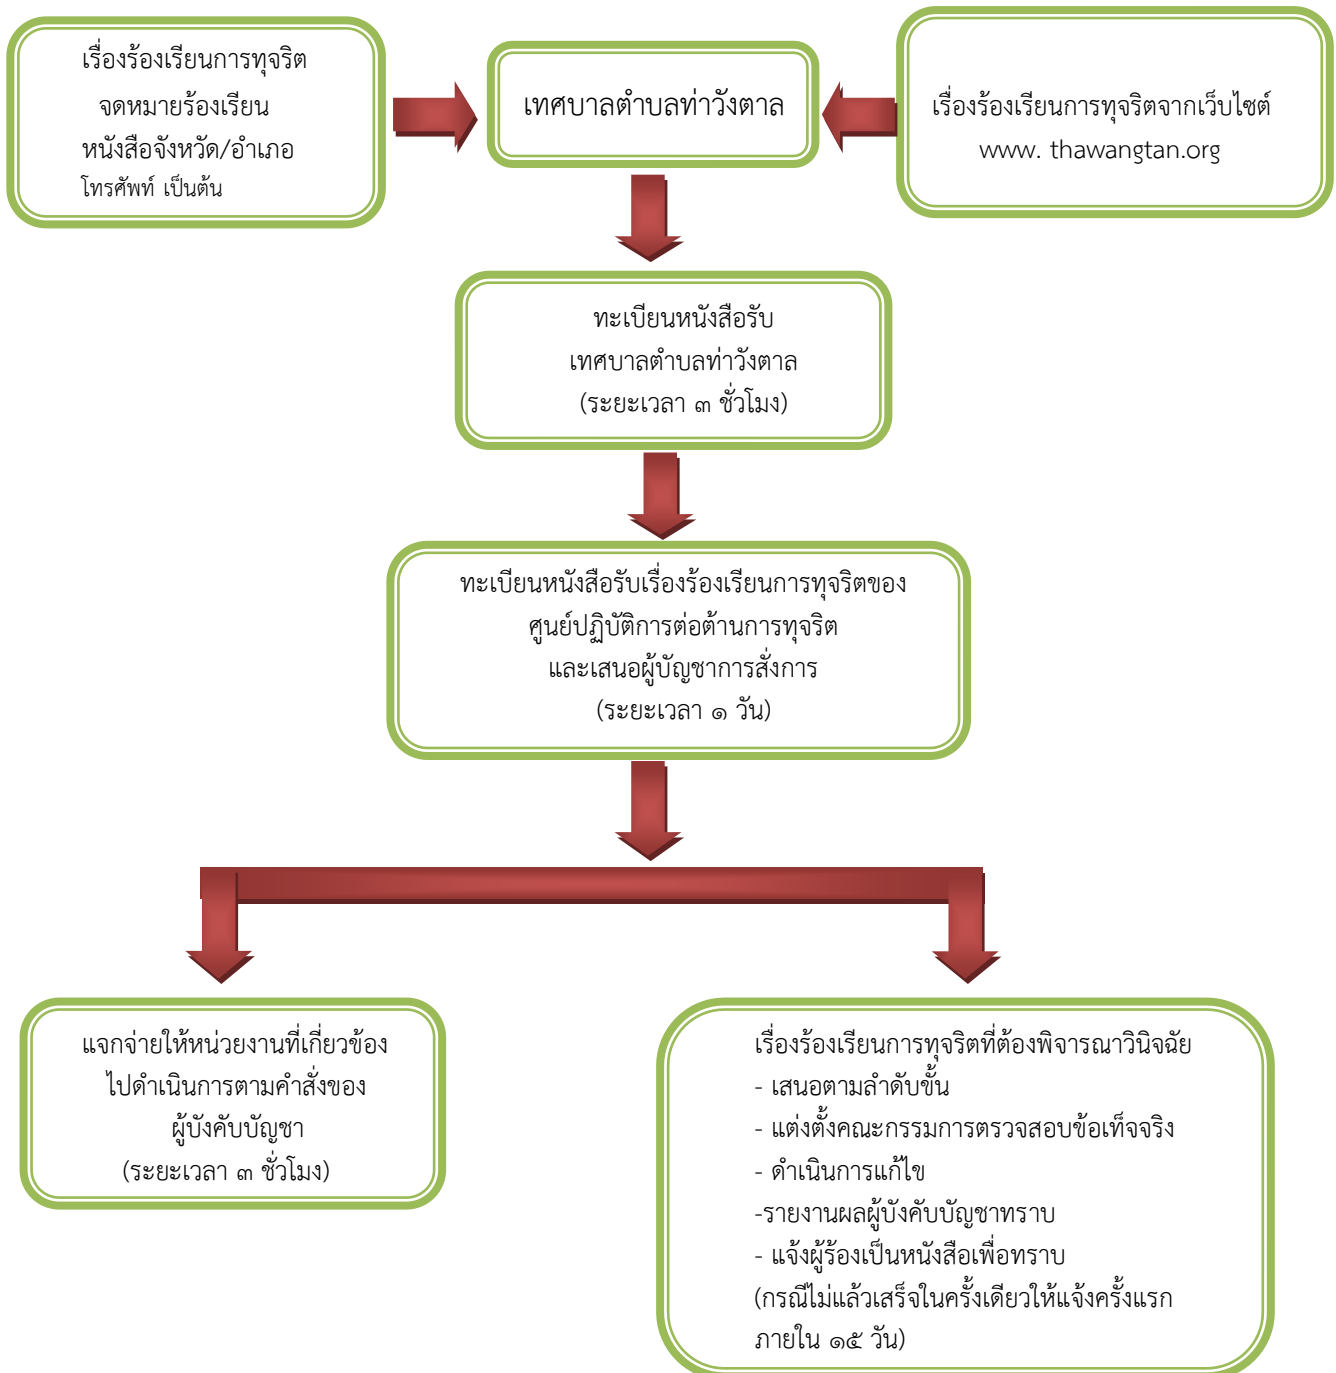 เรื่องร้องเรียนการทุจริต
จดหมายร้องเรียน
หนังสือจังหวัด/อำเภอ
โทรศัพท์ เป็นต้น
เทศบาลตำบลท่าวังตาล
เรื่องร้องเรียนการทุจริตจากเว็บไซต์
www. thawangtan.org
ทะเบียนหนังสือรับ
เทศบาลตำบลท่าวังตาล
(ระยะเวลา ๓ ชั่วโมง)
ทะเบียนหนังสือรับเรื่องร้องเรียนการทุจริตของ
ศูนย์ปฏิบัติการต่อต้านการทุจริต
และเสนอผู้บัญชาการสั่งการ
(ระยะเวลา ๑ วัน)
แจกจ่ายให้หน่วยงานที่เกี่ยวข้อง
ไปดำเนินการตามคำสั่งของ
ผู้บังคับบัญชา
(ระยะเวลา ๓ ชั่วโมง)
เรื่องร้องเรียนการทุจริตที่ต้องพิจารณาวินิจฉัย
- เสนอตามลำดับขั้น
- แต่งตั้งคณะกรรมการตรวจสอบข้อเท็จจริง
- ดำเนินการแก้ไข
-รายงานผลผู้บังคับบัญชาทราบ
- แจ้งผู้ร้องเป็นหนังสือเพื่อทราบ
(กรณีไม่แล้วเสร็จในครั้งเดียวให้แจ้งครั้งแรก
ภายใน ๑๕ วัน)